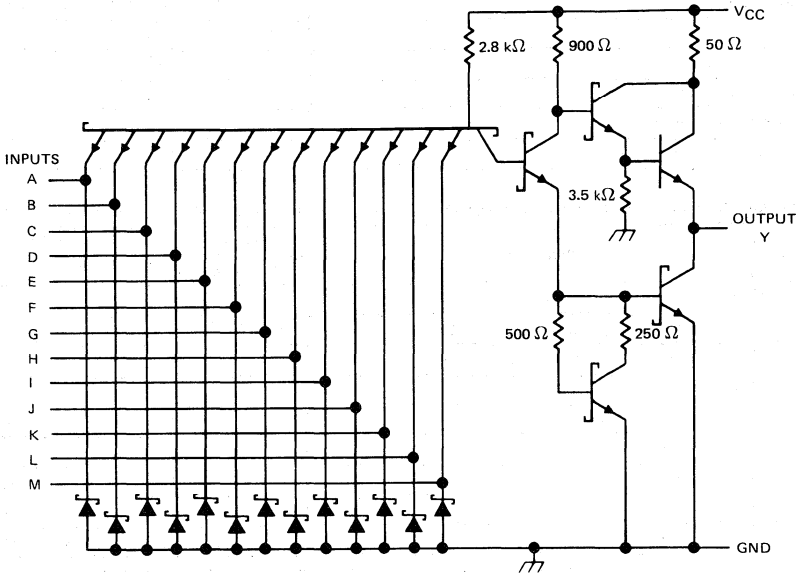 VCC
2.8 kΩ
900 Ω
50 Ω
INPUTS
A
B
C
D
E
F
G
H
I
J
K
L
M
3.5 kΩ
OUTPUT
Y
500 Ω
250 Ω
GND